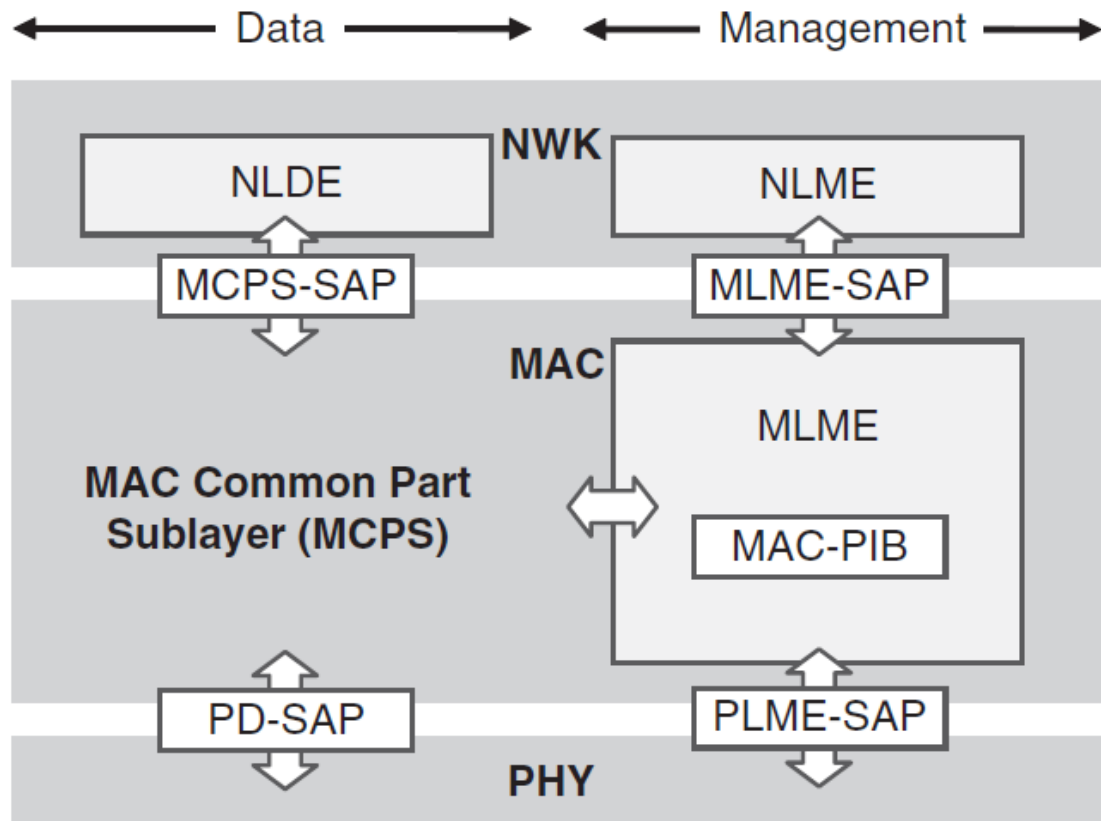 Data
Management
NWK
NLDE
NLME
MCPS-SAP
MLME-SAP
MAC
MLME
MAC Common Part
Sublayer (MCPS)
MAC-PIB
PD-SAP
PLME-SAP
PHY